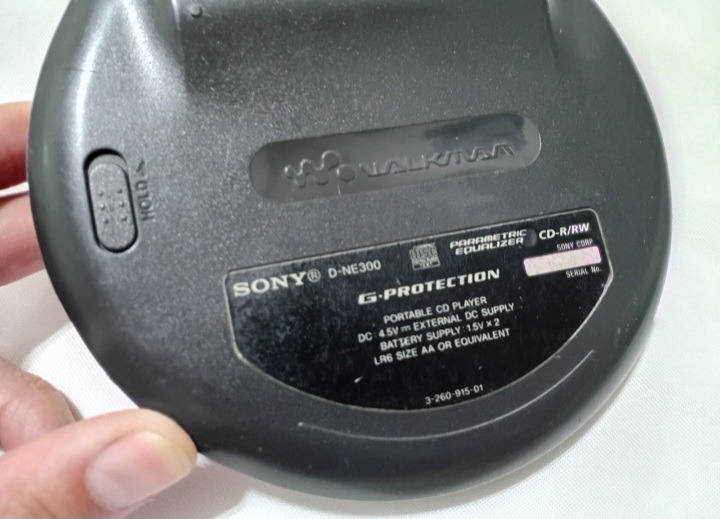 WALKMAN
HOLD
SONY® D-NE300
PARAMETRIC
EQUALIZER
CD-R/RW
SONY CORP
G-PROTECTION
SERIAL No.
PORTABLE CD PLAYER
DC: 4.5V⎓ EXTERNAL DC SUPPLY
BATTERY SUPPLY: 1.5V × 2
LR6 SIZE AA OR EQUIVALENT
3-260-915-01